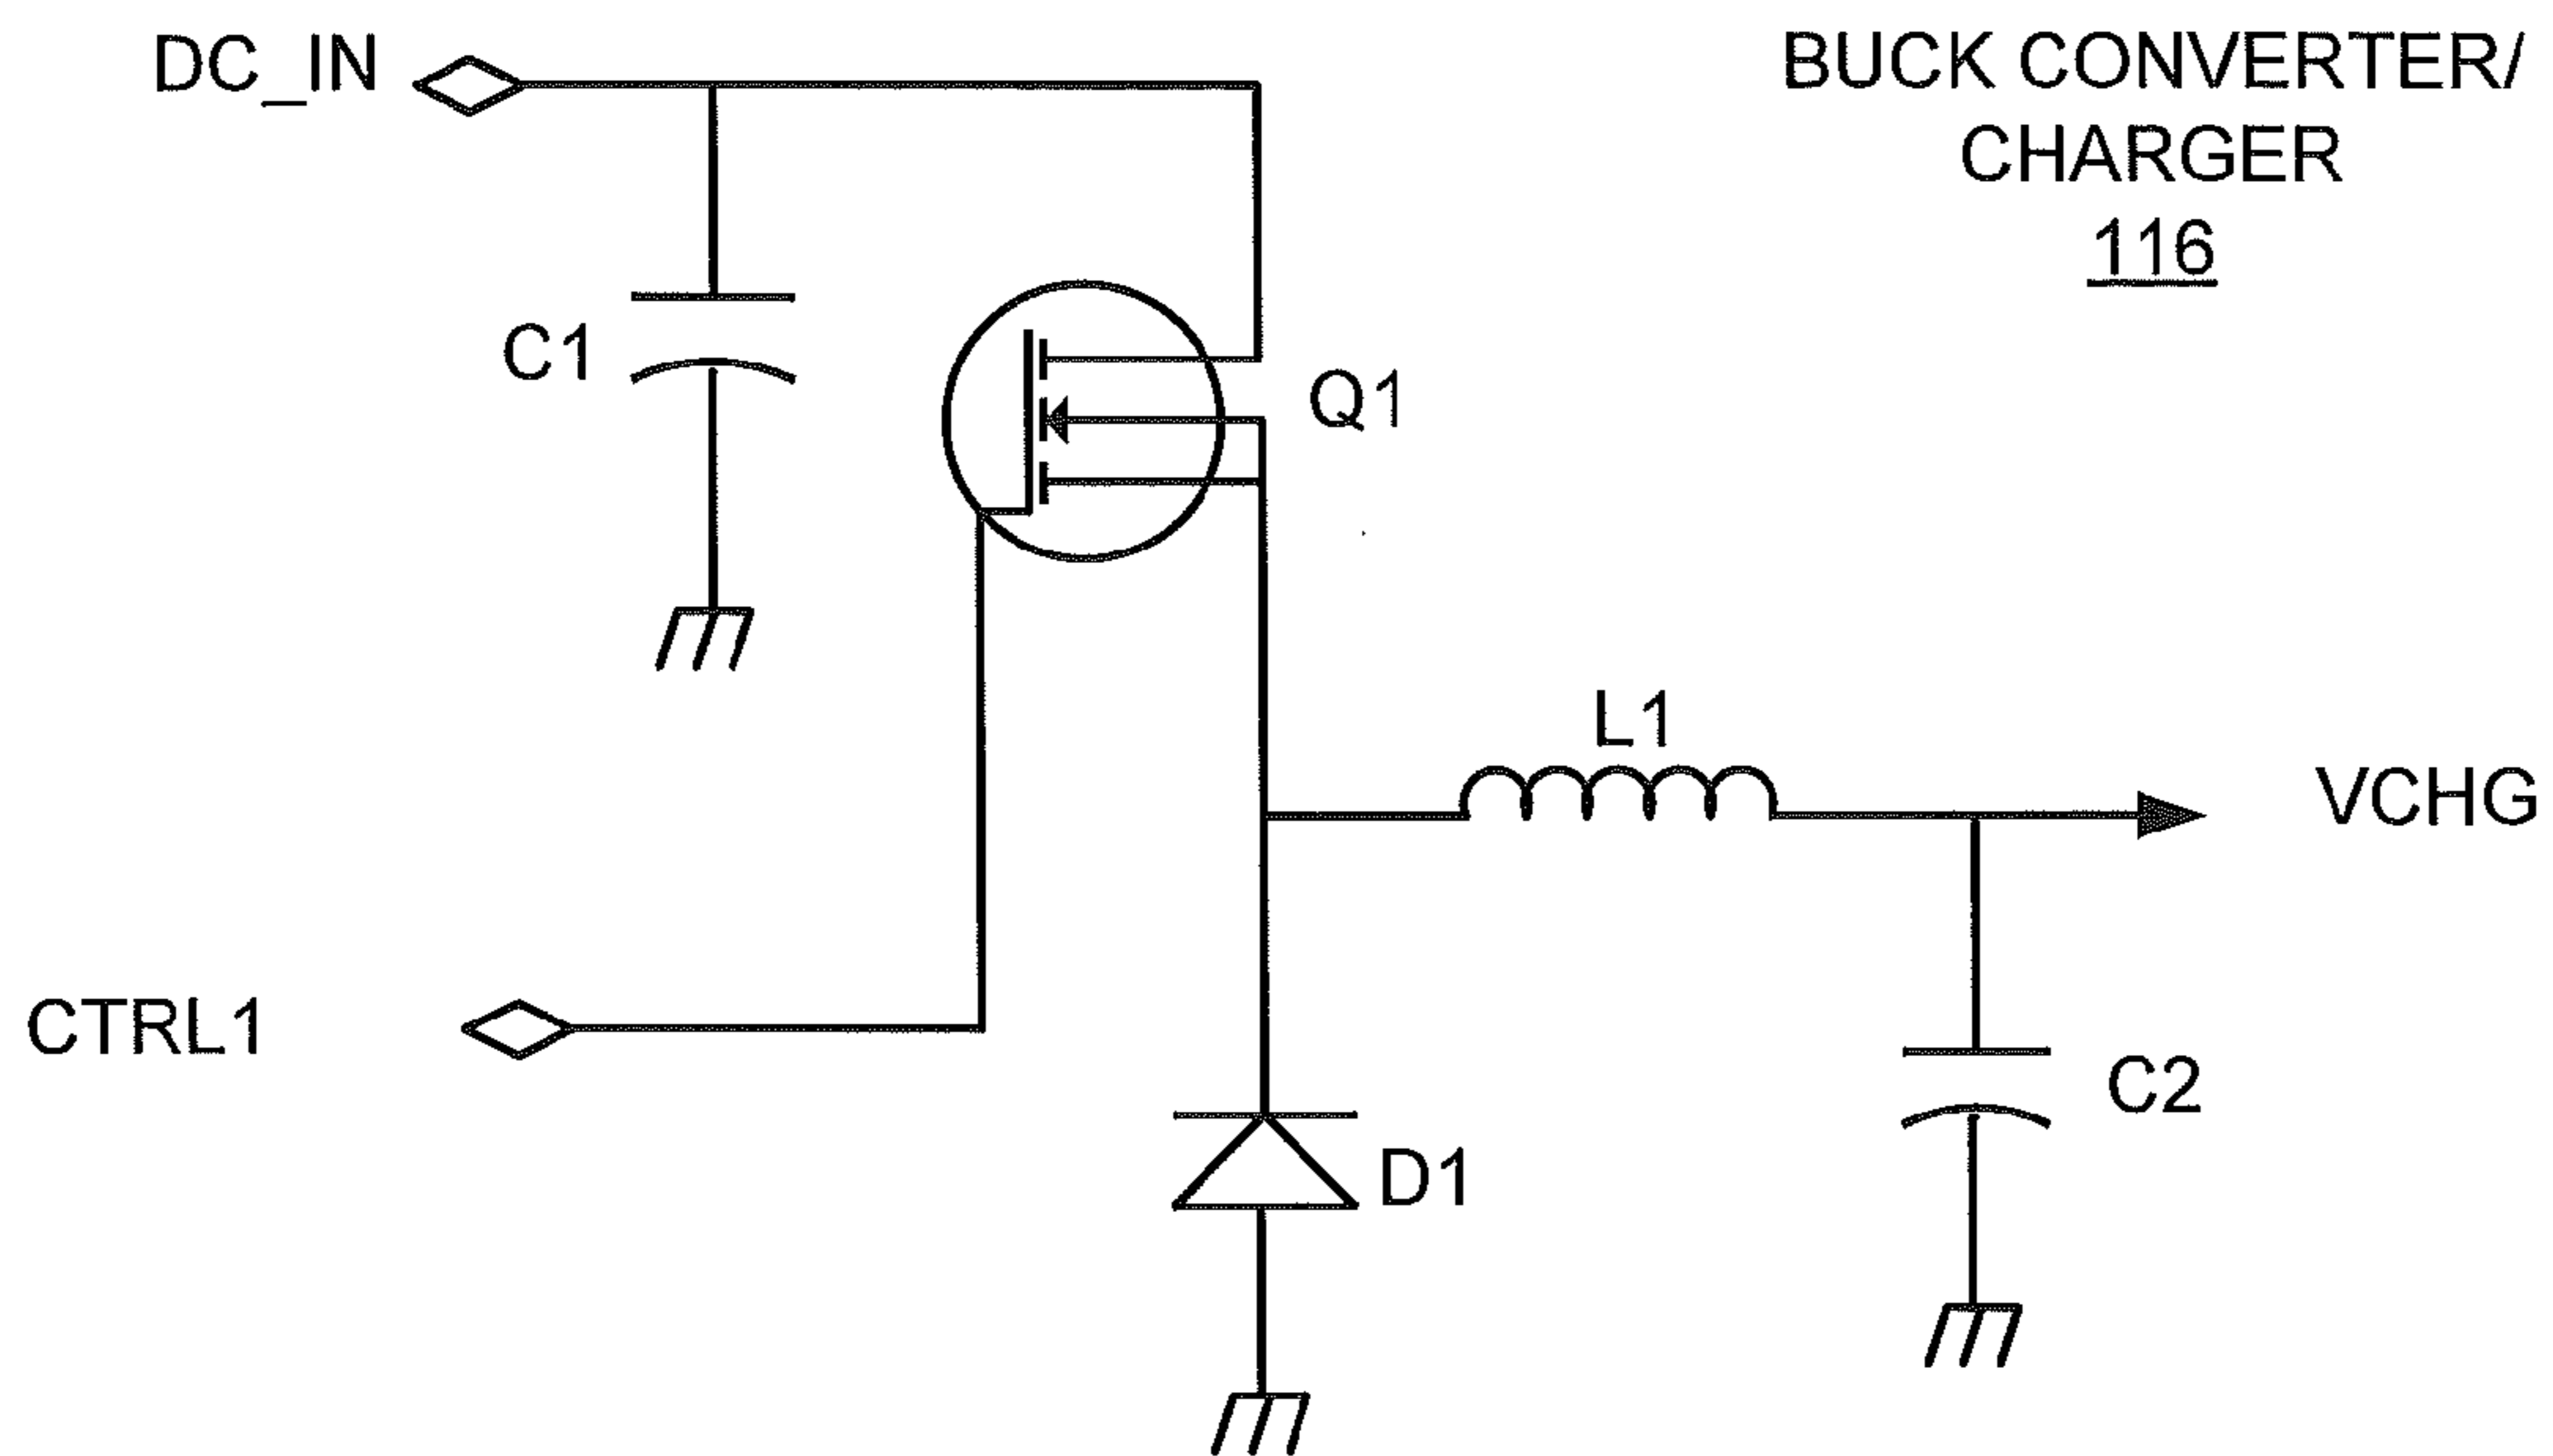 DC_IN
BUCK CONVERTER/
CHARGER
116
C1
Q1
L1
VCHG
CTRL1
C2
D1